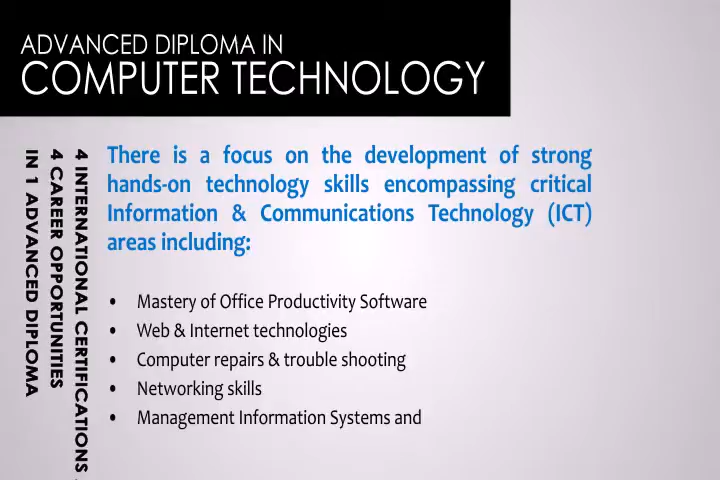 ADVANCED DIPLOMA IN
COMPUTER TECHNOLOGY
4 INTERNATIONAL CERTIFICATIONS
4 CAREER OPPORTUNITIES
IN 1 ADVANCED DIPLOMA
There is a focus on the development of strong
hands-on technology skills encompassing critical
Information & Communications Technology (ICT)
areas including:
• Mastery of Office Productivity Software
• Web & Internet technologies
• Computer repairs & trouble shooting
• Networking skills
• Management Information Systems and